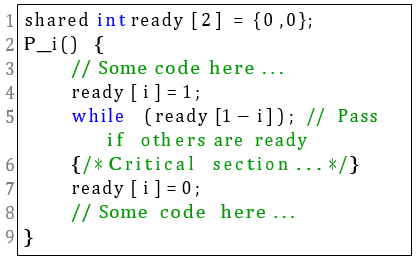 1 shared int ready [2] = {0 ,0};
2 P_i() {
3 // Some code here ...
4 ready [ i ] = 1;
5 while (ready [1 − i ]); // Pass
if others are ready
6 {/* Critical section ... */}
7 ready [ i ] = 0;
8 // Some code here ...
9 }